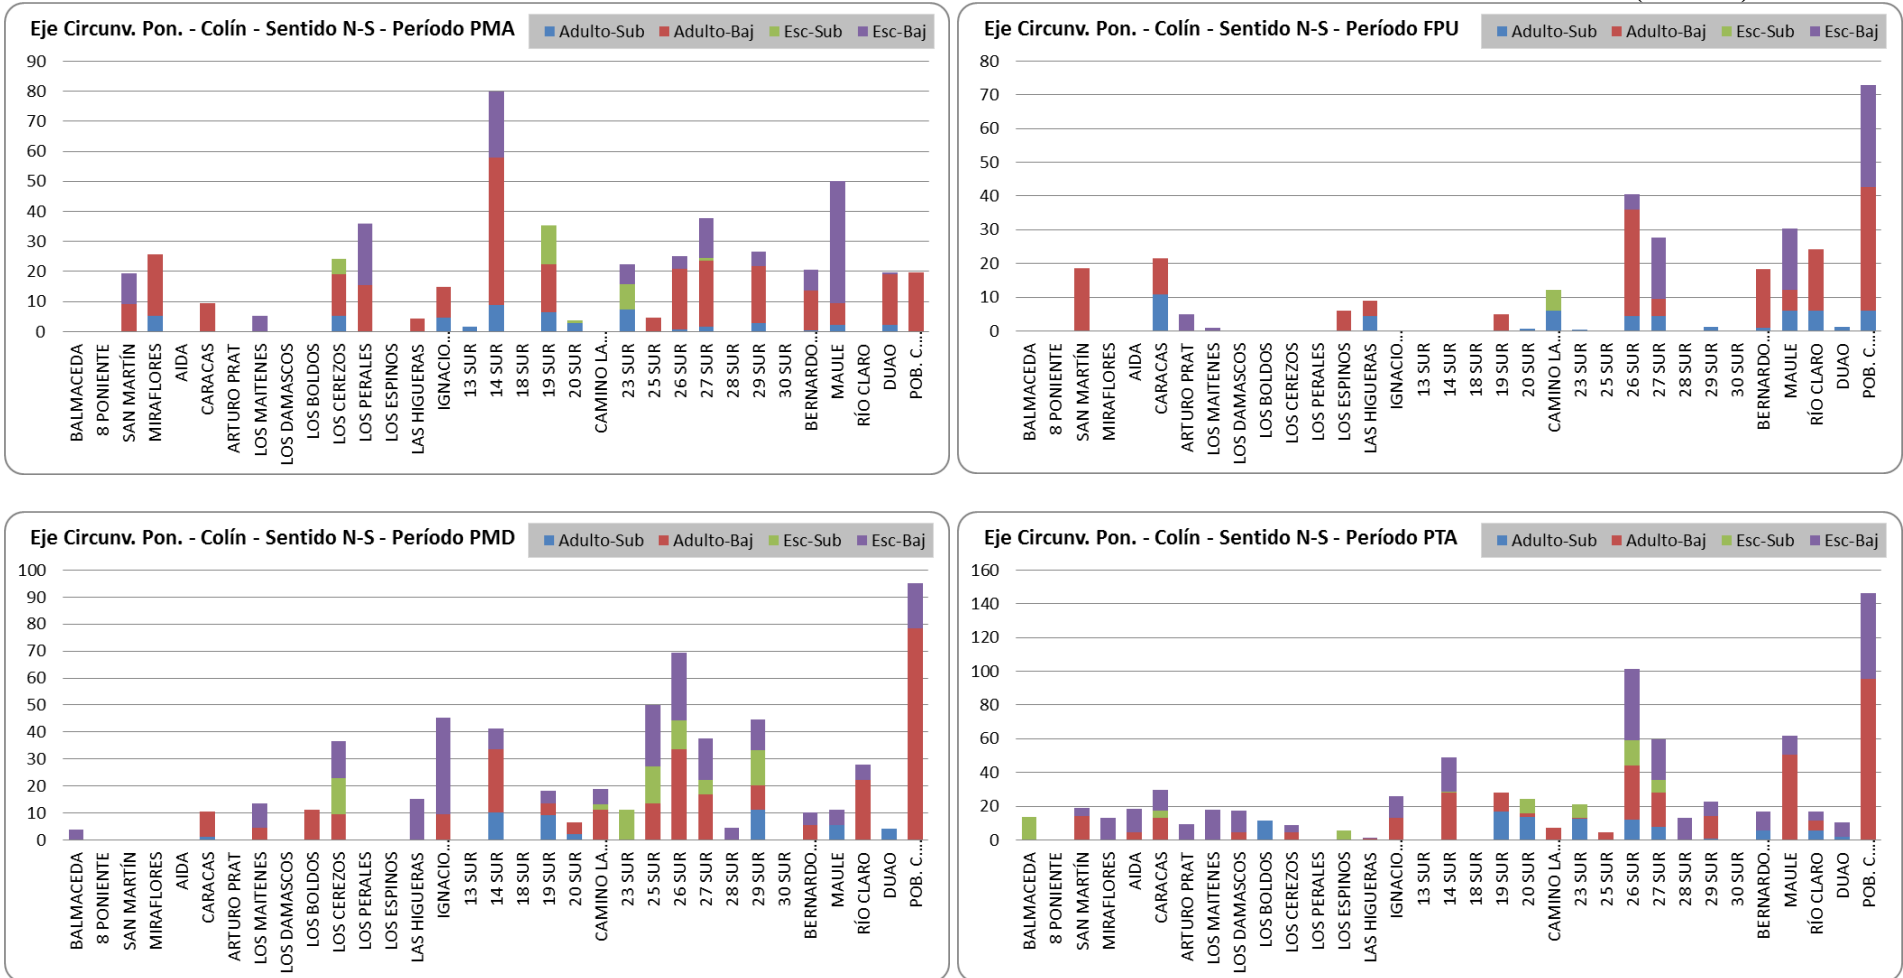 Eje Circunv. Pon. - Colín - Sentido N-S - Período PMA
Adulto-Sub Adulto-Baj Esc-Sub Esc-Baj
90
80
70
60
50
40
30
20
10
0
BALMACEDA
8 PONIENTE
SAN MARTÍN
MIRAFLORES
AIDA
CARACAS
ARTURO PRAT
LOS MAITENES
LOS DAMASCOS
LOS BOLDOS
LOS CEREZOS
LOS PERALES
LOS ESPINOS
LAS HIGUERAS
IGNACIO...
13 SUR
14 SUR
18 SUR
19 SUR
20 SUR
CAMINO LA...
23 SUR
25 SUR
26 SUR
27 SUR
28 SUR
29 SUR
30 SUR
BERNARDO...
MAULE
RÍO CLARO
DUAO
POB. C...
Eje Circunv. Pon. - Colín - Sentido N-S - Período FPU
Adulto-Sub Adulto-Baj Esc-Sub Esc-Baj
80
70
60
50
40
30
20
10
0
BALMACEDA
8 PONIENTE
SAN MARTÍN
MIRAFLORES
AIDA
CARACAS
ARTURO PRAT
LOS MAITENES
LOS DAMASCOS
LOS BOLDOS
LOS CEREZOS
LOS PERALES
LOS ESPINOS
LAS HIGUERAS
IGNACIO...
13 SUR
14 SUR
18 SUR
19 SUR
20 SUR
CAMINO LA...
23 SUR
25 SUR
26 SUR
27 SUR
28 SUR
29 SUR
30 SUR
BERNARDO...
MAULE
RÍO CLARO
DUAO
POB. C...
Eje Circunv. Pon. - Colín - Sentido N-S - Período PMD
Adulto-Sub Adulto-Baj Esc-Sub Esc-Baj
100
90
80
70
60
50
40
30
20
10
0
BALMACEDA
8 PONIENTE
SAN MARTÍN
MIRAFLORES
AIDA
CARACAS
ARTURO PRAT
LOS MAITENES
LOS DAMASCOS
LOS BOLDOS
LOS CEREZOS
LOS PERALES
LOS ESPINOS
LAS HIGUERAS
IGNACIO...
13 SUR
14 SUR
18 SUR
19 SUR
20 SUR
CAMINO LA...
23 SUR
25 SUR
26 SUR
27 SUR
28 SUR
29 SUR
30 SUR
BERNARDO...
MAULE
RÍO CLARO
DUAO
POB. C...
Eje Circunv. Pon. - Colín - Sentido N-S - Período PTA
Adulto-Sub Adulto-Baj Esc-Sub Esc-Baj
160
140
120
100
80
60
40
20
0
BALMACEDA
8 PONIENTE
SAN MARTÍN
MIRAFLORES
AIDA
CARACAS
ARTURO PRAT
LOS MAITENES
LOS DAMASCOS
LOS BOLDOS
LOS CEREZOS
LOS PERALES
LOS ESPINOS
LAS HIGUERAS
IGNACIO...
13 SUR
14 SUR
18 SUR
19 SUR
20 SUR
CAMINO LA...
23 SUR
25 SUR
26 SUR
27 SUR
28 SUR
29 SUR
30 SUR
BERNARDO...
MAULE
RÍO CLARO
DUAO
POB. C...